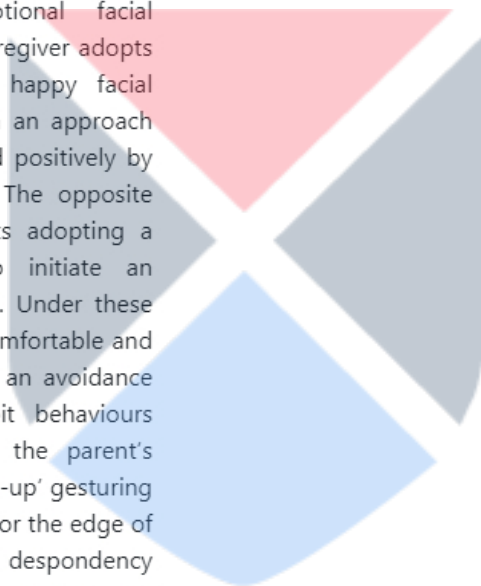 tional facial
regiver adopts
happy facial
an approach
positively by
The opposite
s adopting a
initiate an
. Under these
mfortable and
an avoidance
it behaviours
the parent's
-up' gesturing
or the edge of
despondency